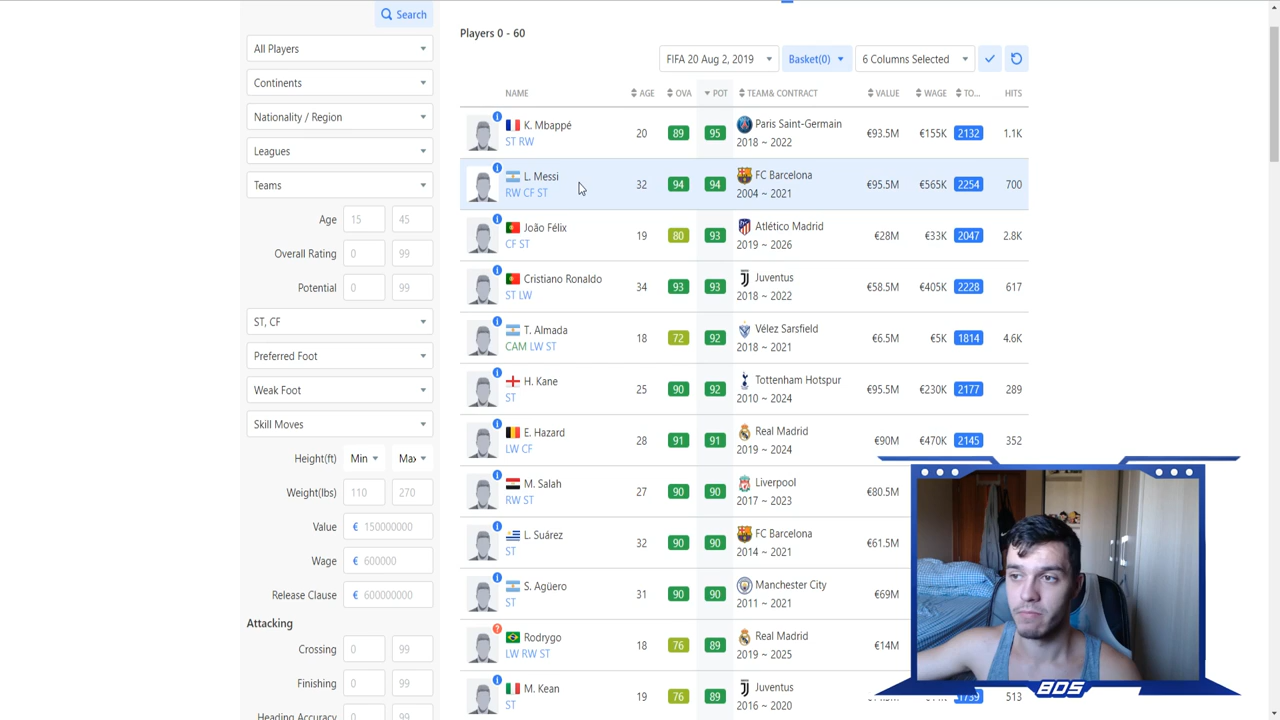 Search
Players 0 - 60
All Players
FIFA 20 Aug 2, 2019
Basket(0)
6 Columns Selected
Continents
NAME AGE OVA POT TEAM& CONTRACT VALUE WAGE TO... HITS
Nationality / Region
K. Mbappé 20 89 95 Paris Saint-Germain €93.5M €155K 2132 1.1K
ST RW 2018 ~ 2022
Leagues
L. Messi 32 94 94 FC Barcelona €95.5M €565K 2254 700
RW CF ST 2004 ~ 2021
Teams
Age 15 45
João Félix 19 80 93 Atlético Madrid €28M €33K 2047 2.8K
CF ST 2019 ~ 2026
Overall Rating 0 99
Cristiano Ronaldo 34 93 93 Juventus €58.5M €405K 2228 617
ST LW 2018 ~ 2022
Potential 0 99
ST, CF
T. Almada 18 72 92 Vélez Sarsfield €6.5M €5K 1814 4.6K
CAM LW ST 2018 ~ 2021
Preferred Foot
H. Kane 25 90 92 Tottenham Hotspur €95.5M €230K 2177 289
ST 2010 ~ 2024
Weak Foot
Skill Moves
E. Hazard 28 91 91 Real Madrid €90M €470K 2145 352
LW CF 2019 ~ 2024
Height(ft) Min Max
M. Salah 27 90 90 Liverpool €80.5M
RW ST 2017 ~ 2023
Weight(lbs) 110 270
Value € 150000000
L. Suárez 32 90 90 FC Barcelona €61.5M
ST 2014 ~ 2021
Wage € 600000
Release Clause € 600000000
S. Agüero 31 90 90 Manchester City €69M
ST 2011 ~ 2021
Attacking
Crossing 0 99
Rodrygo 18 76 89 Real Madrid €14M
LW RW ST 2019 ~ 2025
Finishing 0 99
M. Kean 19 76 89 Juventus 1739 513
ST 2016 ~ 2020
Heading Accuracy 0 99
BDS